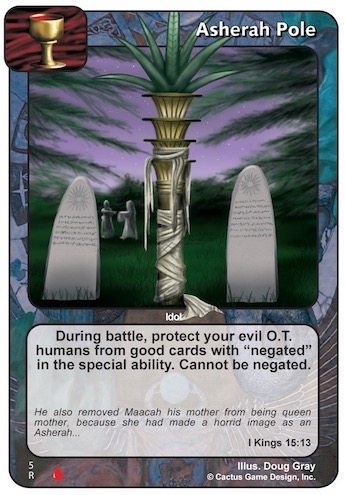 Asherah Pole
Idol
During battle, protect your evil O.T.
humans from good cards with “negated”
in the special ability. Cannot be negated.
He also removed Maacah his mother from being queen
mother, because she had made a horrid image as an
Asherah...
I Kings 15:13
5
R
Illus. Doug Gray
© Cactus Game Design, Inc.